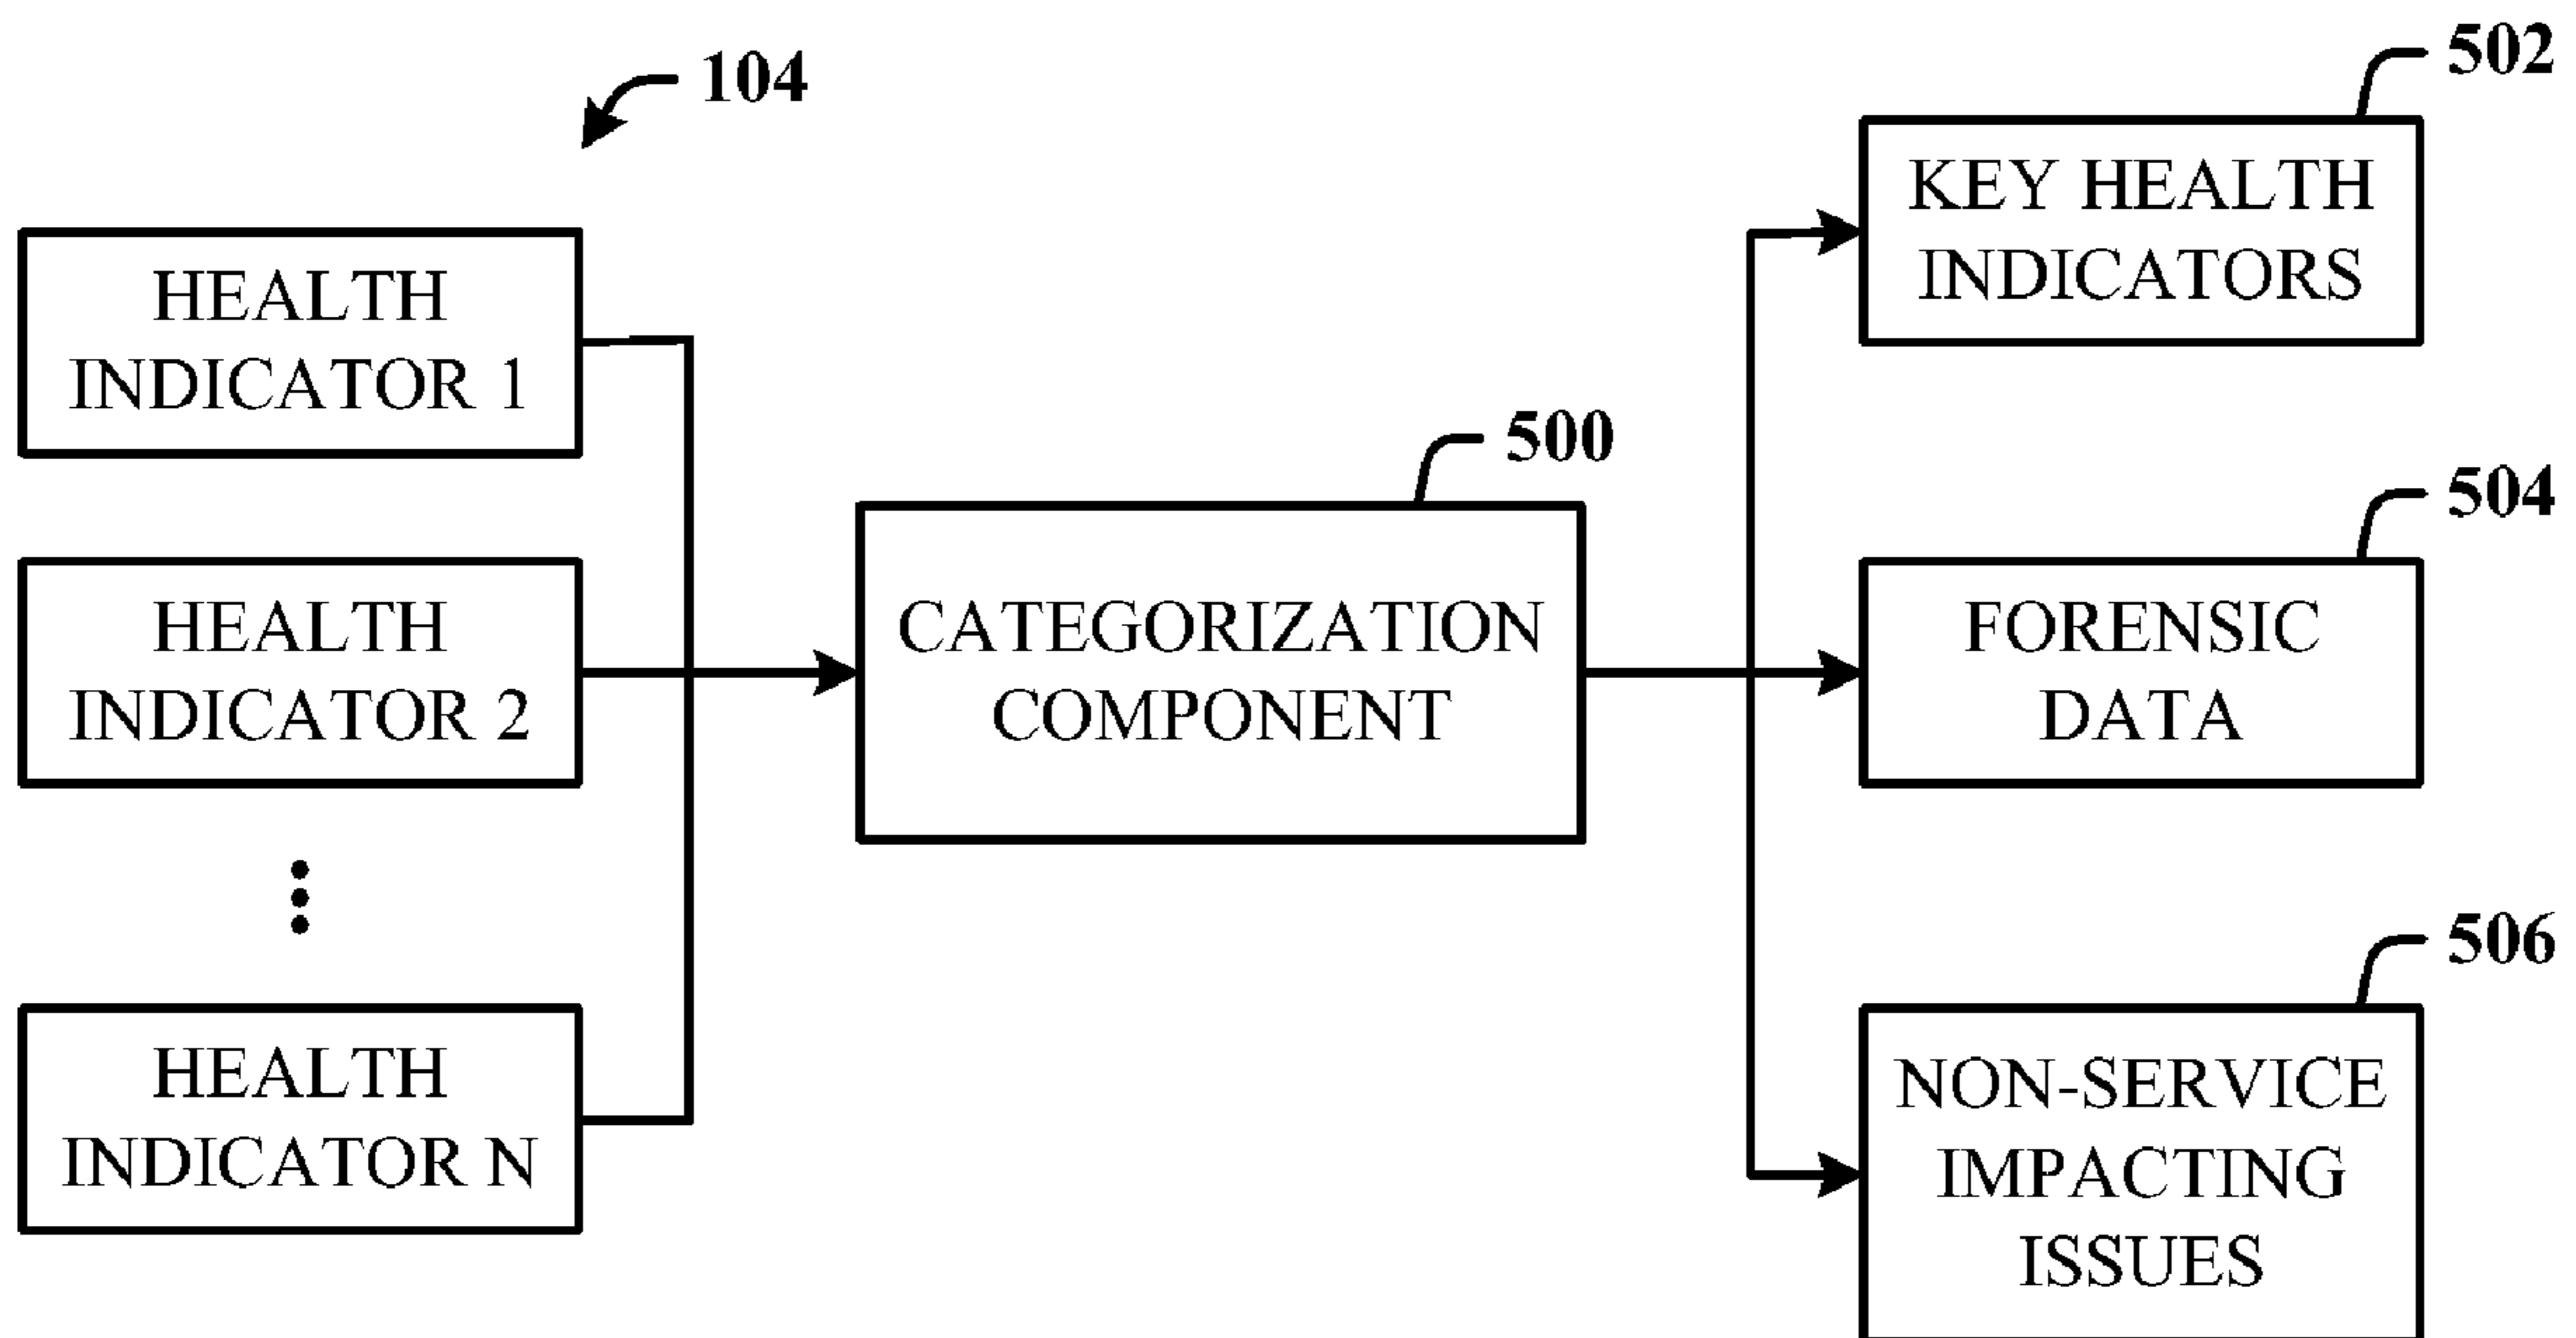 104
HEALTH
INDICATOR 1
HEALTH
INDICATOR 2
HEALTH
INDICATOR N
500
CATEGORIZATION
COMPONENT
502
KEY HEALTH
INDICATORS
504
FORENSIC
DATA
506
NON-SERVICE
IMPACTING
ISSUES